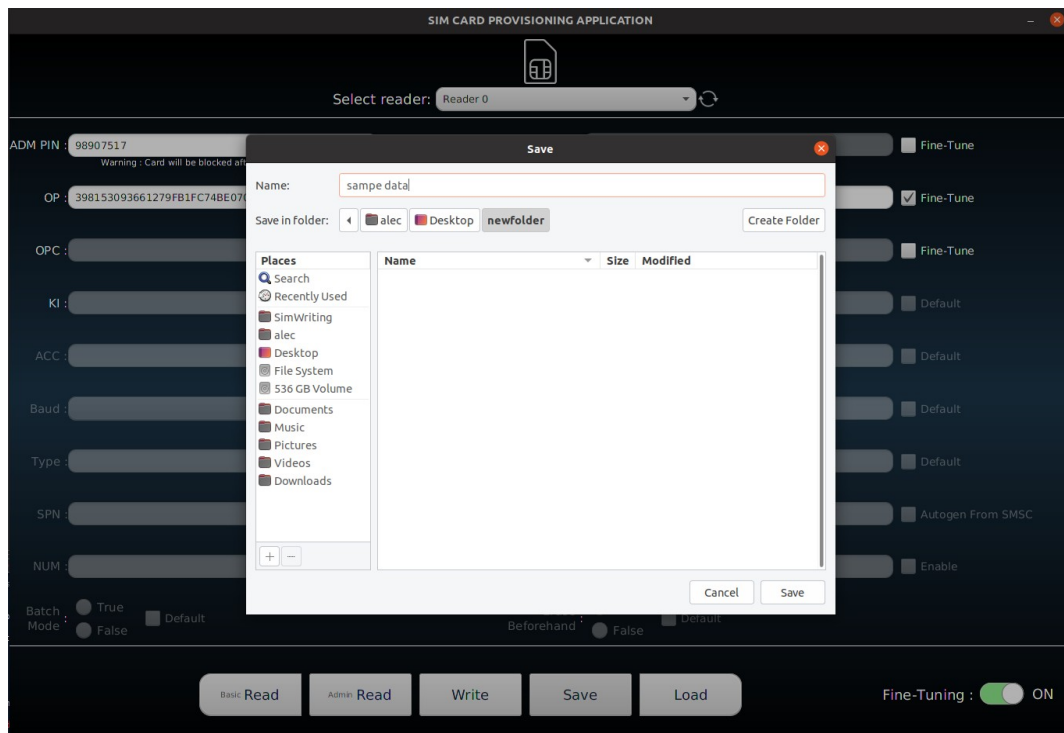 SIM CARD PROVISIONING APPLICATION
Select reader: Reader 0
ADM PIN : 98907517 Fine-Tune
Warning : Card will be blocked aft
OP : 398153093661279FB1FC74BE070 Fine-Tune
OPC : Fine-Tune
KI : Default
ACC : Default
Baud : Default
Type : Default
SPN : Autogen From SMSC
NUM : Enable
Batch Mode : True False Default
Beforehand : False Default
Save
Name: sampe data
Save in folder: alec Desktop newfolder Create Folder
Places
Search
Recently Used
SimWriting
alec
Desktop
File System
536 GB Volume
Documents
Music
Pictures
Videos
Downloads
Name Size Modified
Cancel Save
Basic Read Admin Read Write Save Load
Fine-Tuning : ON